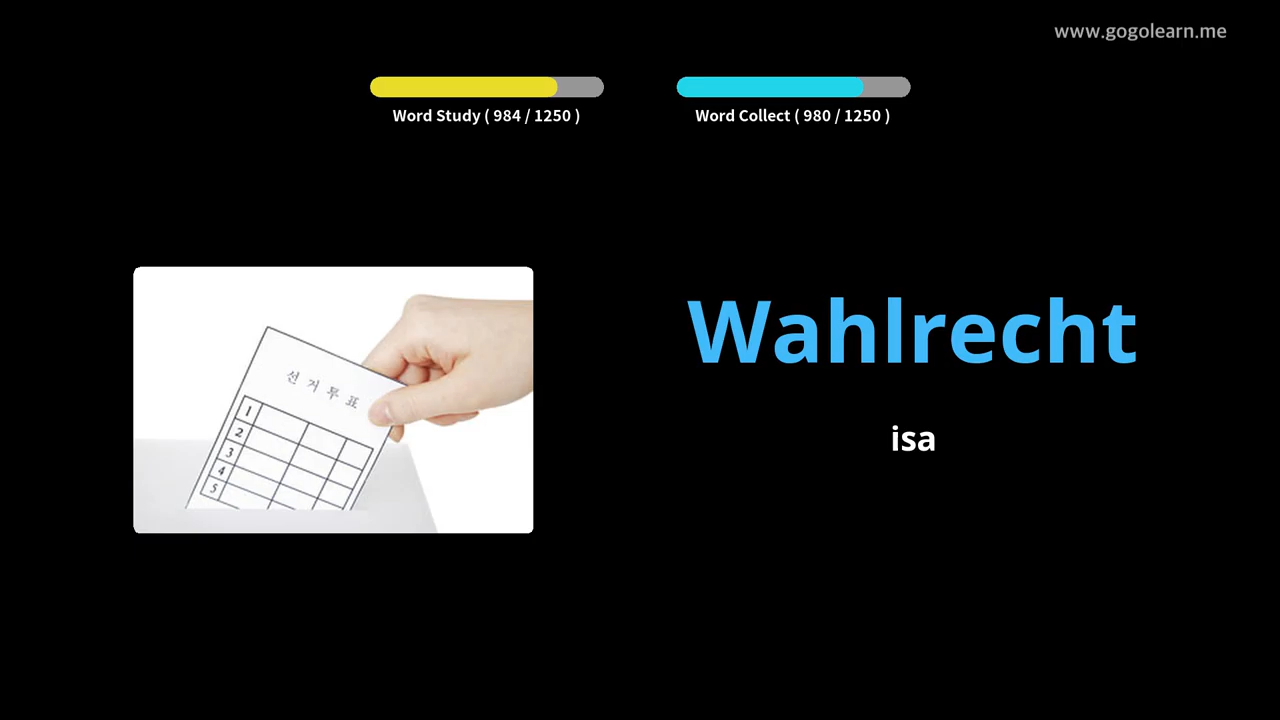 www.gogolearn.me
Word Study ( 984 / 1250 )
Word Collect ( 980 / 1250 )
Wahlrecht
isa
선거투표
1
2
3
4
5